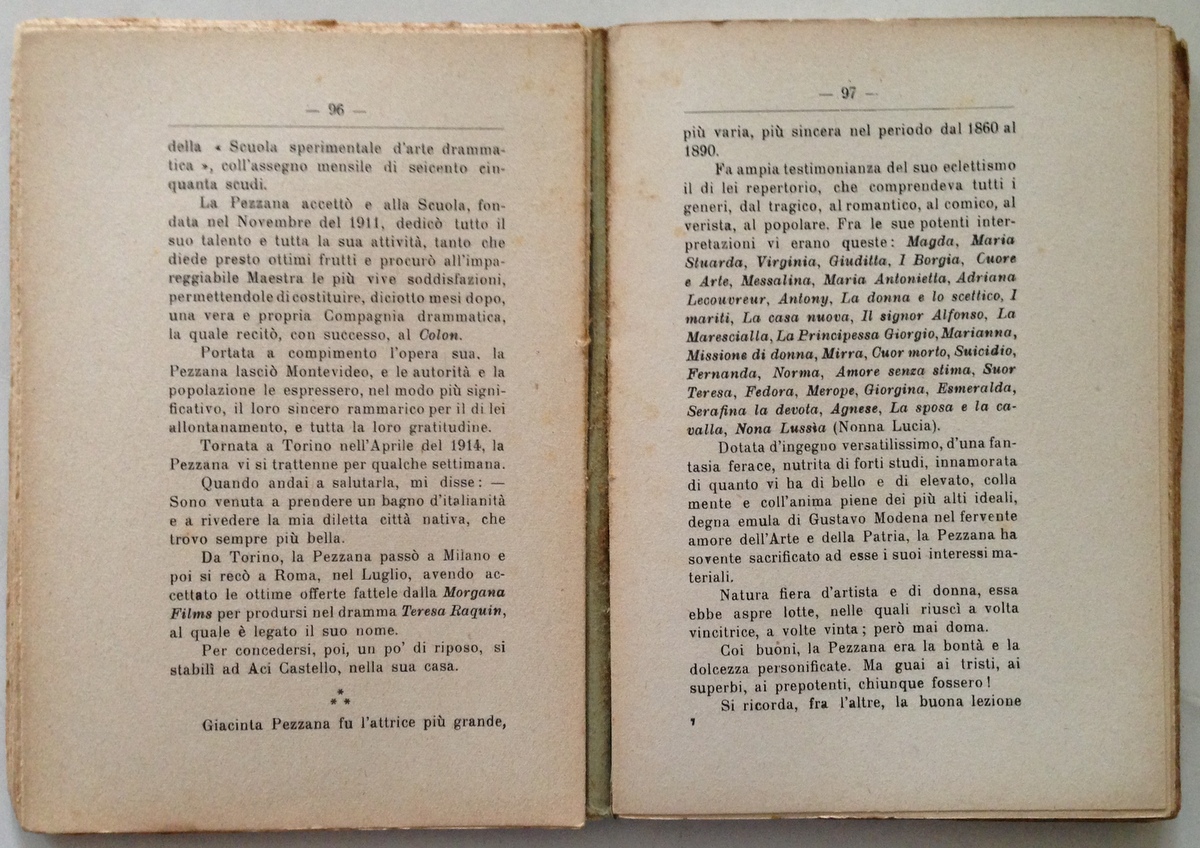 — 96 —
della « Scuola sperimentale d'arte dramma-
tica », coll'assegno mensile di seicento cin-
quanta scudi.
La Pezzana accettò e alla Scuola, fon-
data nel Novembre del 1911, dedicò tutto il
suo talento e tutta la sua attività, tanto che
diede presto ottimi frutti e procurò all'impa-
reggiabile Maestra le più vive soddisfazioni,
permettendole di costituire, diciotto mesi dopo,
una vera e propria Compagnia drammatica,
la quale recitò, con successo, al Colon.
Portata a compimento l'opera sua, la
Pezzana lasciò Montevideo, e le autorità e la
popolazione le espressero, nel modo più signi-
ficativo, il loro sincero rammarico per il di lei
allontanamento, e tutta la loro gratitudine.
Tornata a Torino nell'Aprile del 1914, la
Pezzana vi si trattenne per qualche settimana.
Quando andai a salutarla, mi disse : —
Sono venuta a prendere un bagno d'italianità
e a rivedere la mia diletta città nativa, che
trovo sempre più bella.
Da Torino, la Pezzana passò a Milano e
poi si recò a Roma, nel Luglio, avendo ac-
cettato le ottime offerte fattele dalla Morgana
Films per prodursi nel dramma Teresa Raquin,
al quale è legato il suo nome.
Per concedersi, poi, un po' di riposo, si
stabilì ad Aci Castello, nella sua casa.
*
* *
Giacinta Pezzana fu l'attrice più grande,
— 97 —
più varia, più sincera nel periodo dal 1860 al
1890.
Fa ampia testimonianza del suo eclettismo
il di lei repertorio, che comprendeva tutti i
generi, dal tragico, al romantico, al comico, al
verista, al popolare. Fra le sue potenti inter-
pretazioni vi erano queste : Magda, Maria
Stuarda, Virginia, Giuditta, I Borgia, Cuore
e Arte, Messalina, Maria Antonietta, Adriana
Lecouvreur, Antony, La donna e lo scettico, I
mariti, La casa nuova, Il signor Alfonso, La
Marescialla, La Principessa Giorgio, Marianna,
Missione di donna, Mirra, Cuor morto, Suicidio,
Fernanda, Norma, Amore senza stima, Suor
Teresa, Fedora, Merope, Giorgina, Esmeralda,
Serafina la devota, Agnese, La sposa e la ca-
valla, Nona Lussìa (Nonna Lucia).
Dotata d'ingegno versatilissimo, d'una fan-
tasia ferace, nutrita di forti studi, innamorata
di quanto vi ha di bello e di elevato, colla
mente e coll'anima piene dei più alti ideali,
degna emula di Gustavo Modena nel fervente
amore dell'Arte e della Patria, la Pezzana ha
sovente sacrificato ad esse i suoi interessi ma-
teriali.
Natura fiera d'artista e di donna, essa
ebbe aspre lotte, nelle quali riuscì a volta
vincitrice, a volte vinta ; però mai doma.
Coi buoni, la Pezzana era la bontà e la
dolcezza personificate. Ma guai ai tristi, ai
superbi, ai prepotenti, chiunque fossero !
Si ricorda, fra l'altre, la buona lezione
7